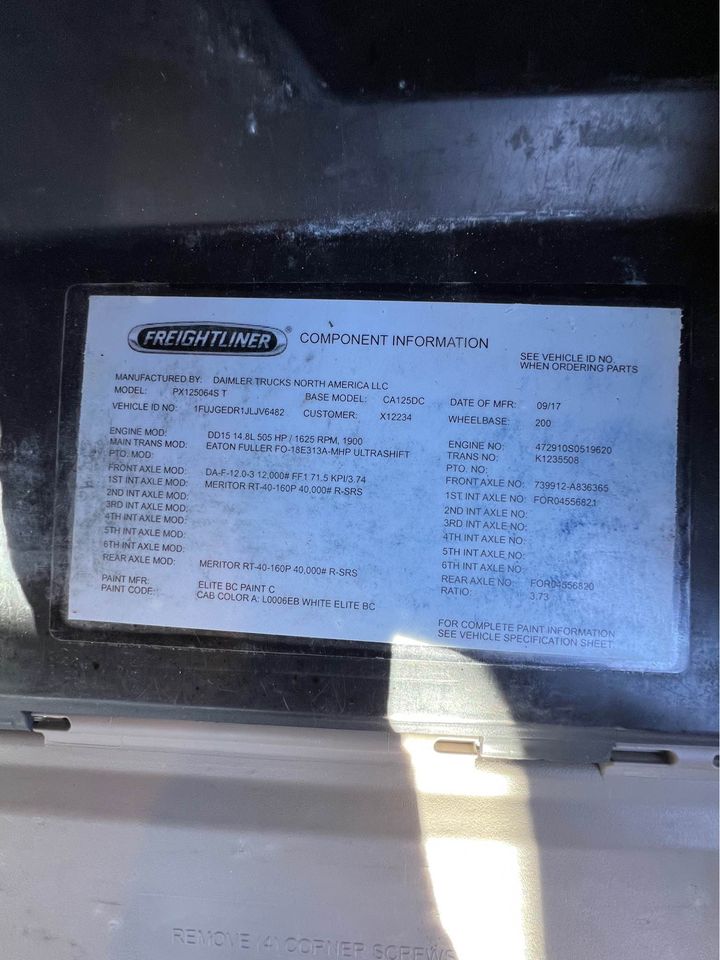 FREIGHTLINER ® COMPONENT INFORMATION
SEE VEHICLE ID NO.
WHEN ORDERING PARTS
MANUFACTURED BY: DAIMLER TRUCKS NORTH AMERICA LLC
MODEL: PX125064S T BASE MODEL: CA125DC DATE OF MFR: 09/17
VEHICLE ID NO: 1FUJGEDR1JLJV6482 CUSTOMER: X12234 WHEELBASE: 200
ENGINE MOD: DD15 14.8L 505 HP / 1625 RPM, 1900 ENGINE NO: 472910S0519620
MAIN TRANS MOD: EATON FULLER FO-18E313A-MHP ULTRASHIFT TRANS NO: K1235508
PTO. MOD: PTO. NO:
FRONT AXLE MOD: DA-F-12.0-3 12,000# FF1 71.5 KPI/3.74 FRONT AXLE NO: 739912-A836365
1ST INT AXLE MOD: MERITOR RT-40-160P 40,000# R-SRS 1ST INT AXLE NO: FOR04556821
2ND INT AXLE MOD: 2ND INT AXLE NO:
3RD INT AXLE MOD: 3RD INT AXLE NO:
4TH INT AXLE MOD: 4TH INT AXLE NO:
5TH INT AXLE MOD: 5TH INT AXLE NO:
6TH INT AXLE MOD: 6TH INT AXLE NO:
REAR AXLE MOD: MERITOR RT-40-160P 40,000# R-SRS REAR AXLE NO: FOR04556820
PAINT MFR: ELITE BC PAINT C RATIO: 3.73
PAINT CODE: CAB COLOR A: L0006EB WHITE ELITE BC
FOR COMPLETE PAINT INFORMATION
SEE VEHICLE SPECIFICATION SHEET
REMOVE (4) CORNER SCREWS